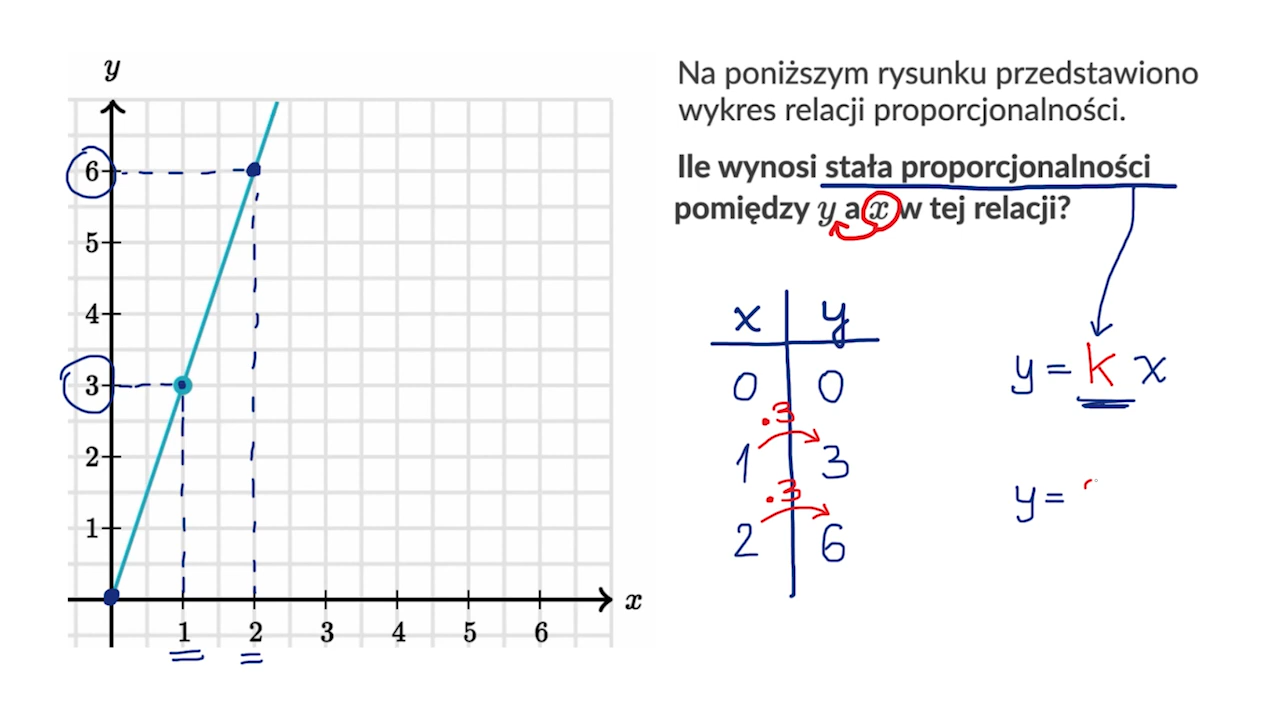 Na poniższym rysunku przedstawiono
wykres relacji proporcjonalności.
Ile wynosi stała proporcjonalności
pomiędzy y a x w tej relacji?
y
6
5
4
3
2
1
1 2 3 4 5 6
x
x y
0 0
.3
1 3
.3
2 6
y = k x
y =